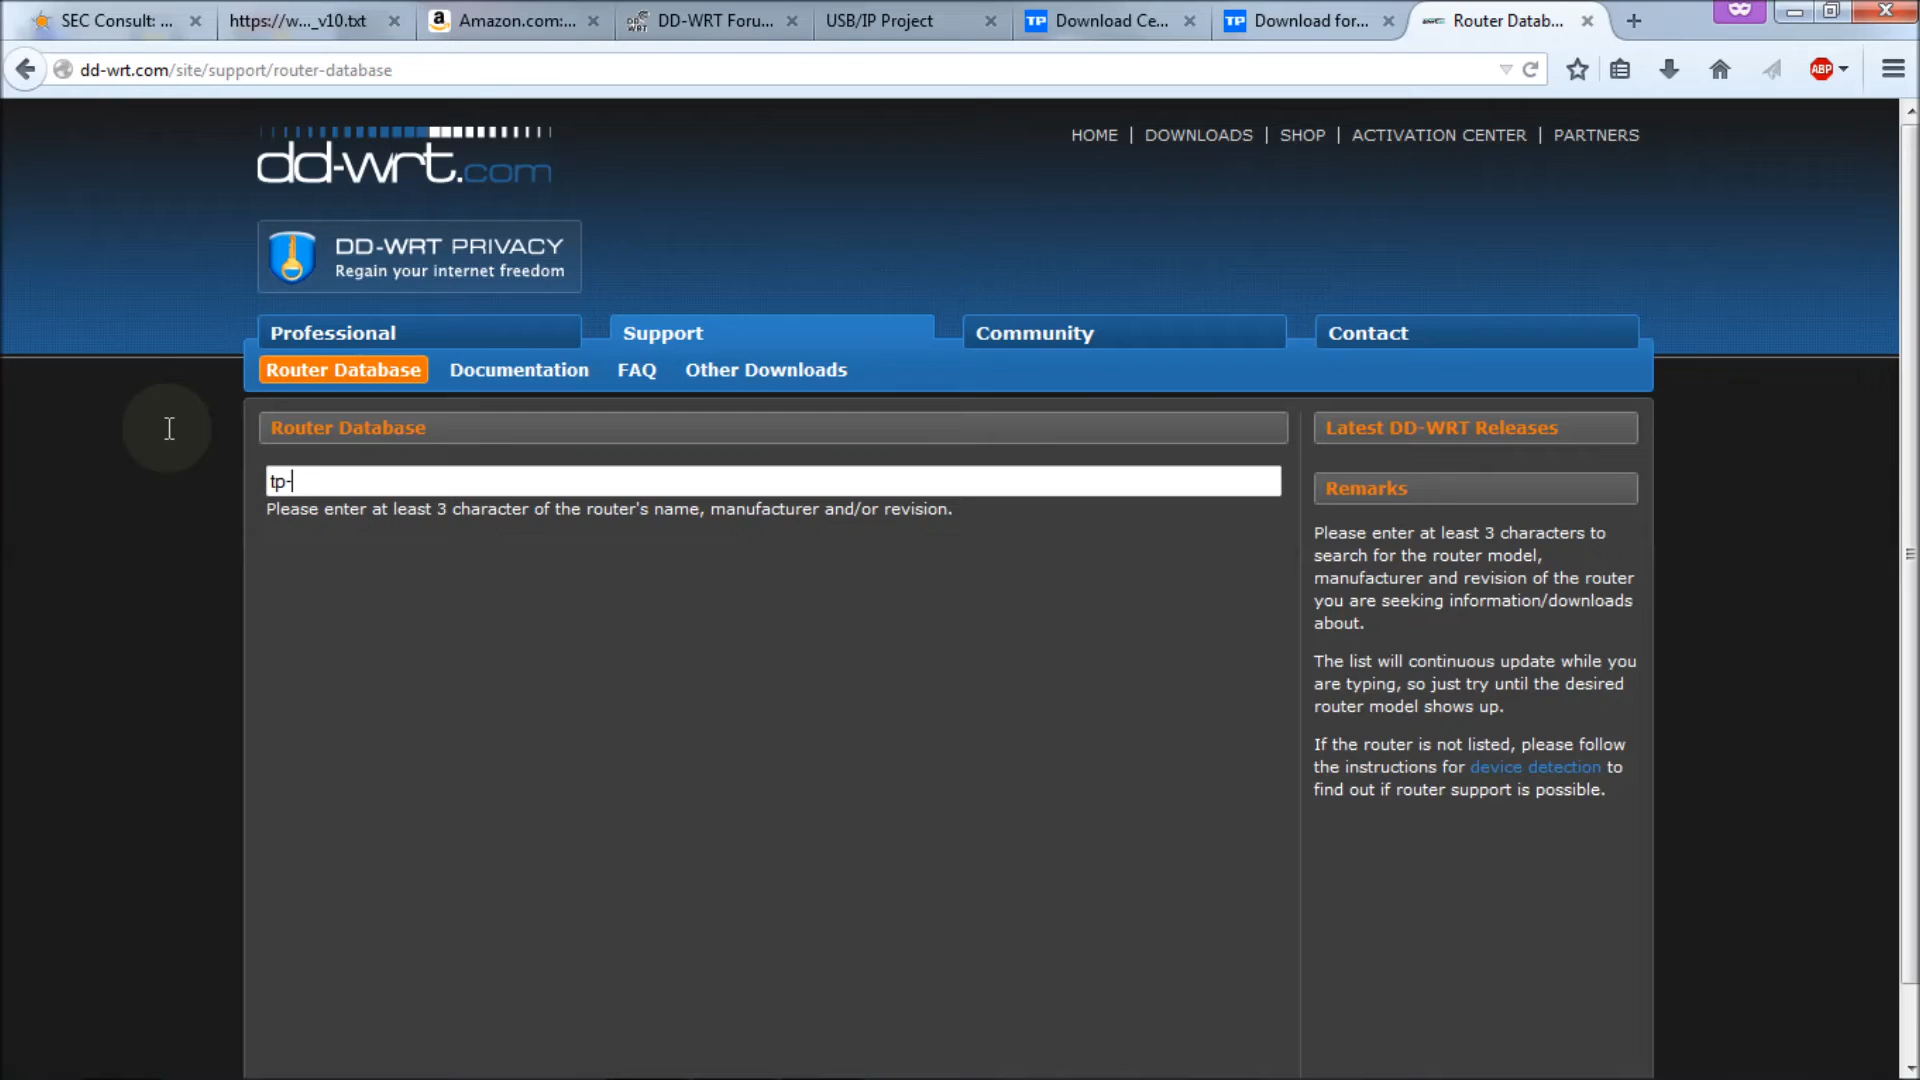 SEC Consult: ...
https://w..._v10.txt
Amazon.com:...
DD-WRT Foru...
USB/IP Project
TP Download Ce...
TP Download for...
Router Datab...
dd-wrt.com/site/support/router-database
ABP
dd-wrt.com
HOME | DOWNLOADS | SHOP | ACTIVATION CENTER | PARTNERS
DD-WRT PRIVACY
Regain your internet freedom
Professional
Support
Community
Contact
Router Database
Documentation
FAQ
Other Downloads
Router Database
tp-
Please enter at least 3 character of the router's name, manufacturer and/or revision.
Latest DD-WRT Releases
Remarks
Please enter at least 3 characters to
search for the router model,
manufacturer and revision of the router
you are seeking information/downloads
about.
The list will continuous update while you
are typing, so just try until the desired
router model shows up.
If the router is not listed, please follow
the instructions for device detection to
find out if router support is possible.